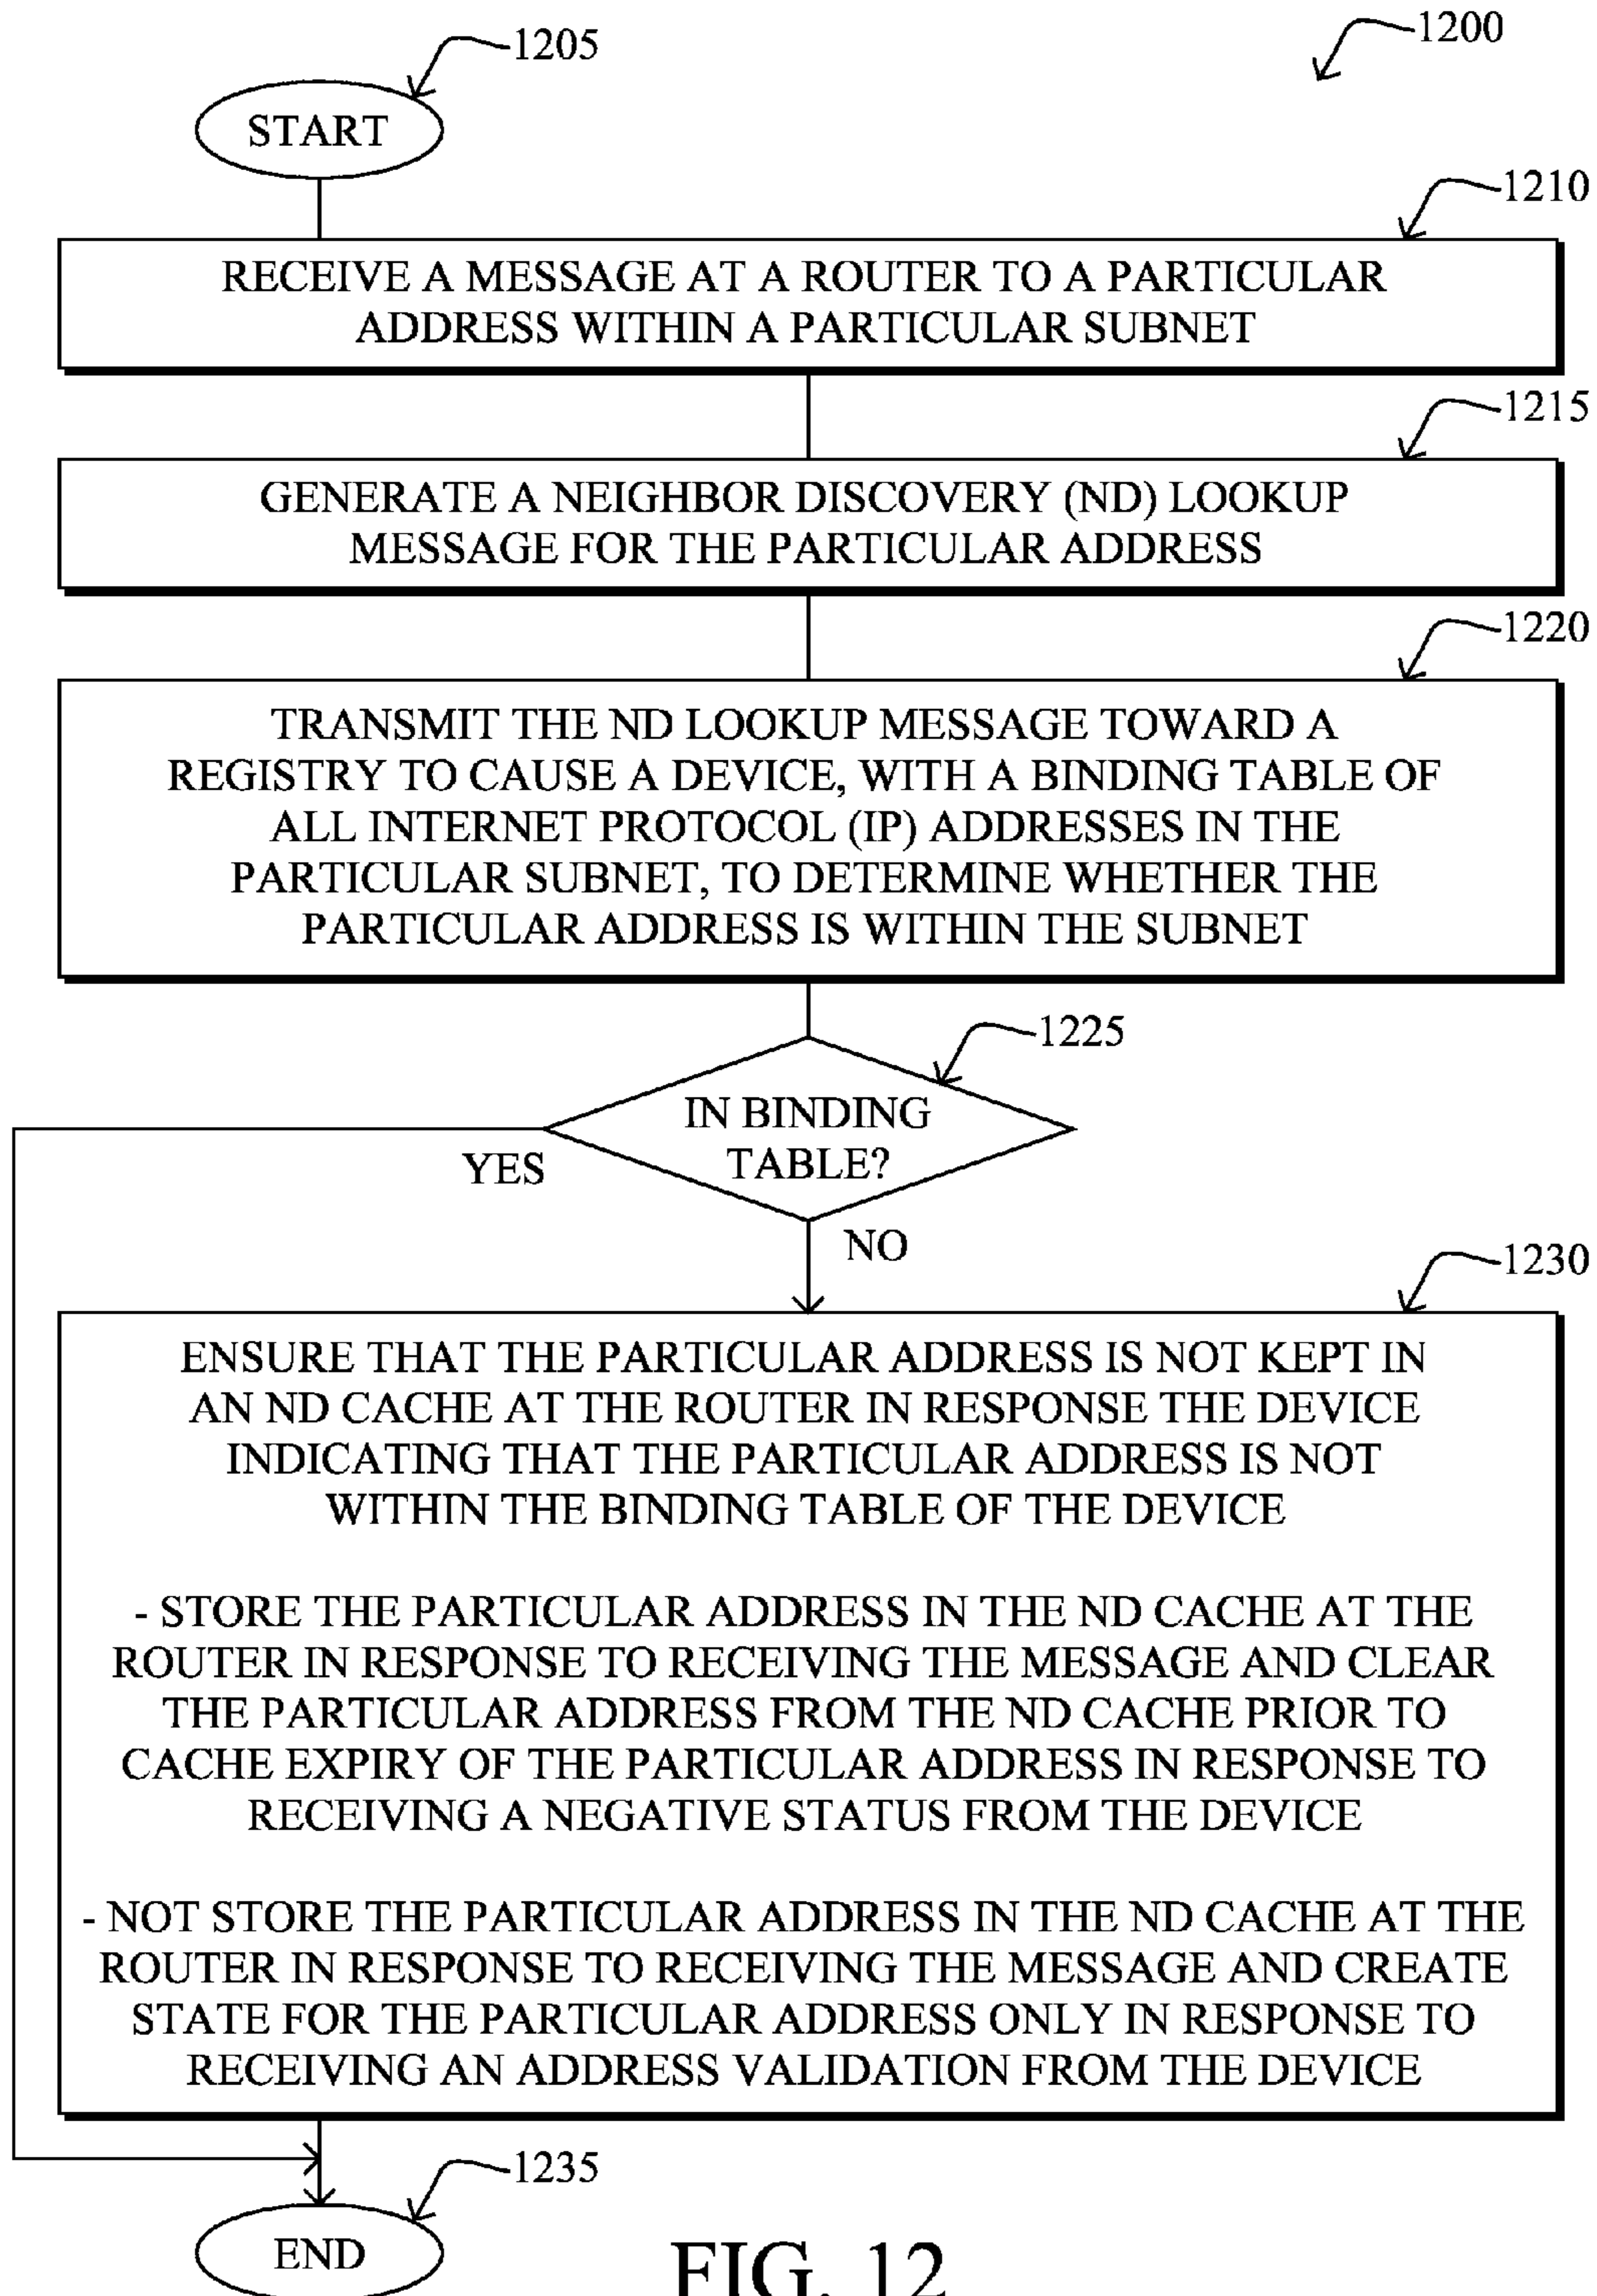 1200
1205
START
1210
RECEIVE A MESSAGE AT A ROUTER TO A PARTICULAR
ADDRESS WITHIN A PARTICULAR SUBNET
1215
GENERATE A NEIGHBOR DISCOVERY (ND) LOOKUP
MESSAGE FOR THE PARTICULAR ADDRESS
1220
TRANSMIT THE ND LOOKUP MESSAGE TOWARD A
REGISTRY TO CAUSE A DEVICE, WITH A BINDING TABLE OF
ALL INTERNET PROTOCOL (IP) ADDRESSES IN THE
PARTICULAR SUBNET, TO DETERMINE WHETHER THE
PARTICULAR ADDRESS IS WITHIN THE SUBNET
1225
IN BINDING
TABLE?
YES
NO
1230
ENSURE THAT THE PARTICULAR ADDRESS IS NOT KEPT IN
AN ND CACHE AT THE ROUTER IN RESPONSE THE DEVICE
INDICATING THAT THE PARTICULAR ADDRESS IS NOT
WITHIN THE BINDING TABLE OF THE DEVICE
- STORE THE PARTICULAR ADDRESS IN THE ND CACHE AT THE
ROUTER IN RESPONSE TO RECEIVING THE MESSAGE AND CLEAR
THE PARTICULAR ADDRESS FROM THE ND CACHE PRIOR TO
CACHE EXPIRY OF THE PARTICULAR ADDRESS IN RESPONSE TO
RECEIVING A NEGATIVE STATUS FROM THE DEVICE
- NOT STORE THE PARTICULAR ADDRESS IN THE ND CACHE AT THE
ROUTER IN RESPONSE TO RECEIVING THE MESSAGE AND CREATE
STATE FOR THE PARTICULAR ADDRESS ONLY IN RESPONSE TO
RECEIVING AN ADDRESS VALIDATION FROM THE DEVICE
1235
END
FIG. 12